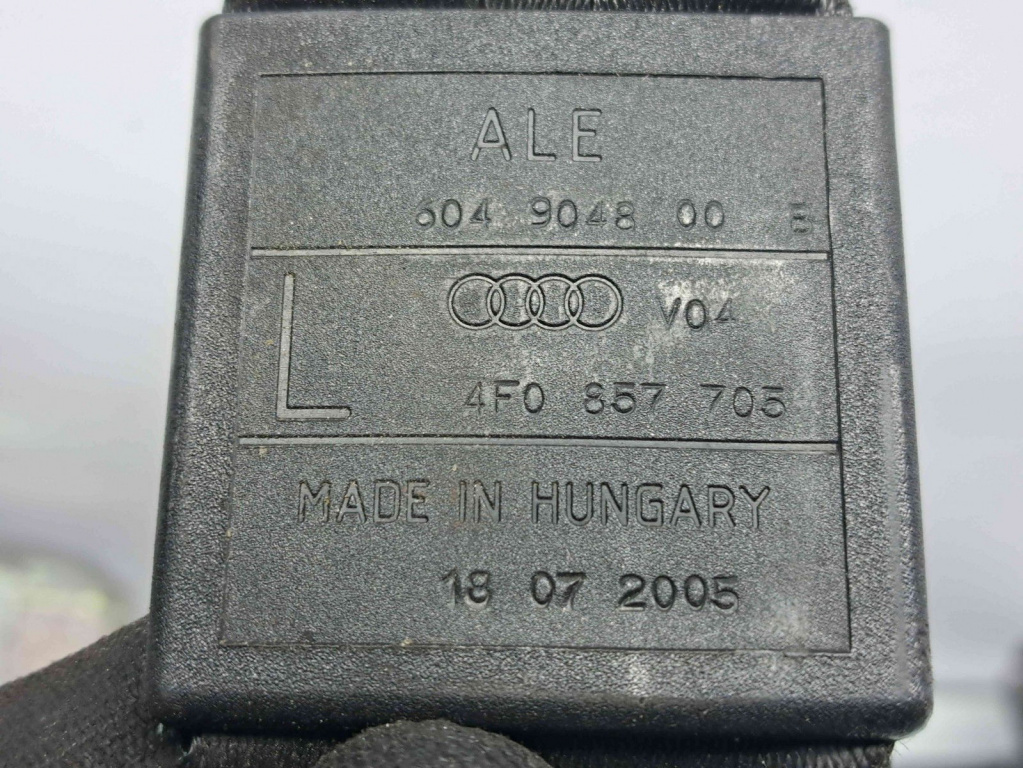 ALE
604 9048 00 E
L V04
4F0 857 705
MADE IN HUNGARY
18 07 2005